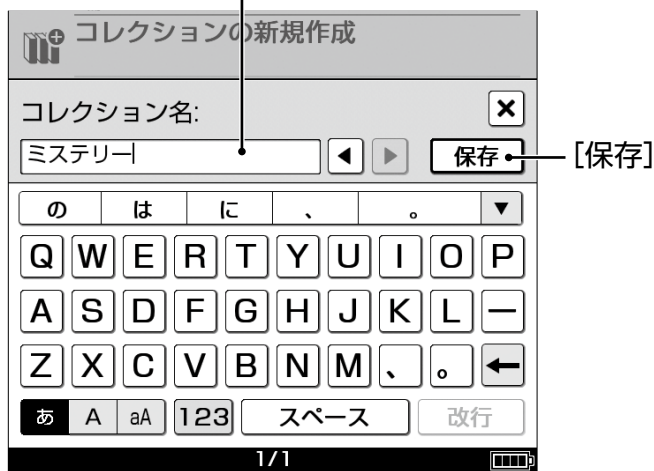 コレクションの新規作成
コレクション名:
ミステリー
保存
[保存]
の は に 、 。
Q W E R T Y U I O P
A S D F G H J K L ー
Z X C V B N M 、 。
あ A aA 123 スペース 改行
1/1